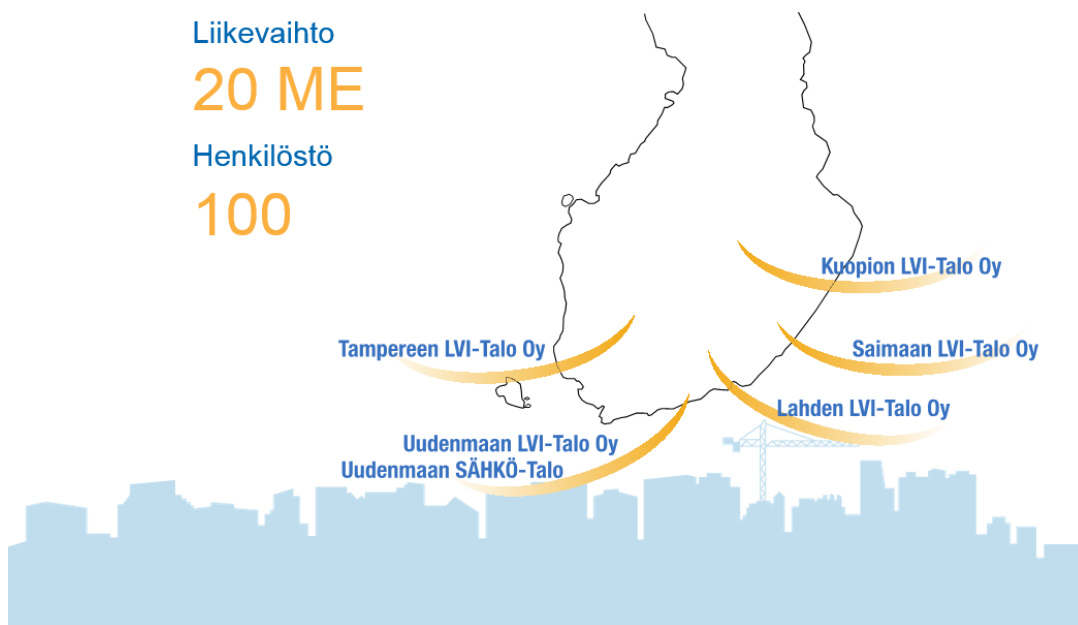 Liikevaihto
20 ME
Henkilöstö
100
Kuopion LVI-Talo Oy
Tampereen LVI-Talo Oy
Saimaan LVI-Talo Oy
Lahden LVI-Talo Oy
Uudenmaan LVI-Talo Oy
Uudenmaan SÄHKÖ-Talo